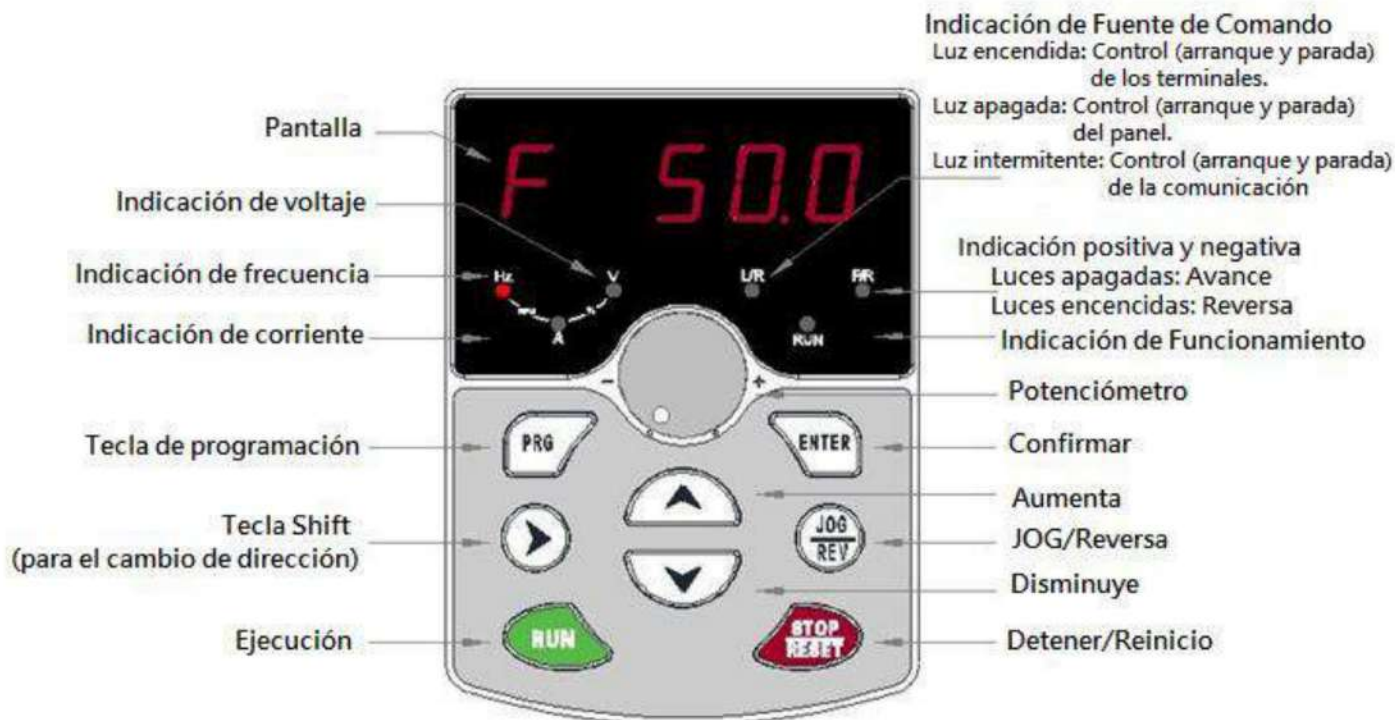 Indicación de Fuente de Comando
Luz encendida: Control (arranque y parada)
de los terminales.
Luz apagada: Control (arranque y parada)
del panel.
Luz intermitente: Control (arranque y parada)
de la comunicación
Pantalla
F 50.0
Indicación de voltaje
Indicación positiva y negativa
Luces apagadas: Avance
Luces encencidas: Reversa
Indicación de frecuencia
Hz
V
L/R
F/R
Indicación de corriente
A
RUN
Indicación de Funcionamiento
- +
Potenciómetro
Tecla de programación
PRG
ENTER
Confirmar
Aumenta
Tecla Shift
(para el cambio de dirección)
JOG
REV
JOG/Reversa
Disminuye
Ejecución
RUN
STOP
RESET
Detener/Reinicio